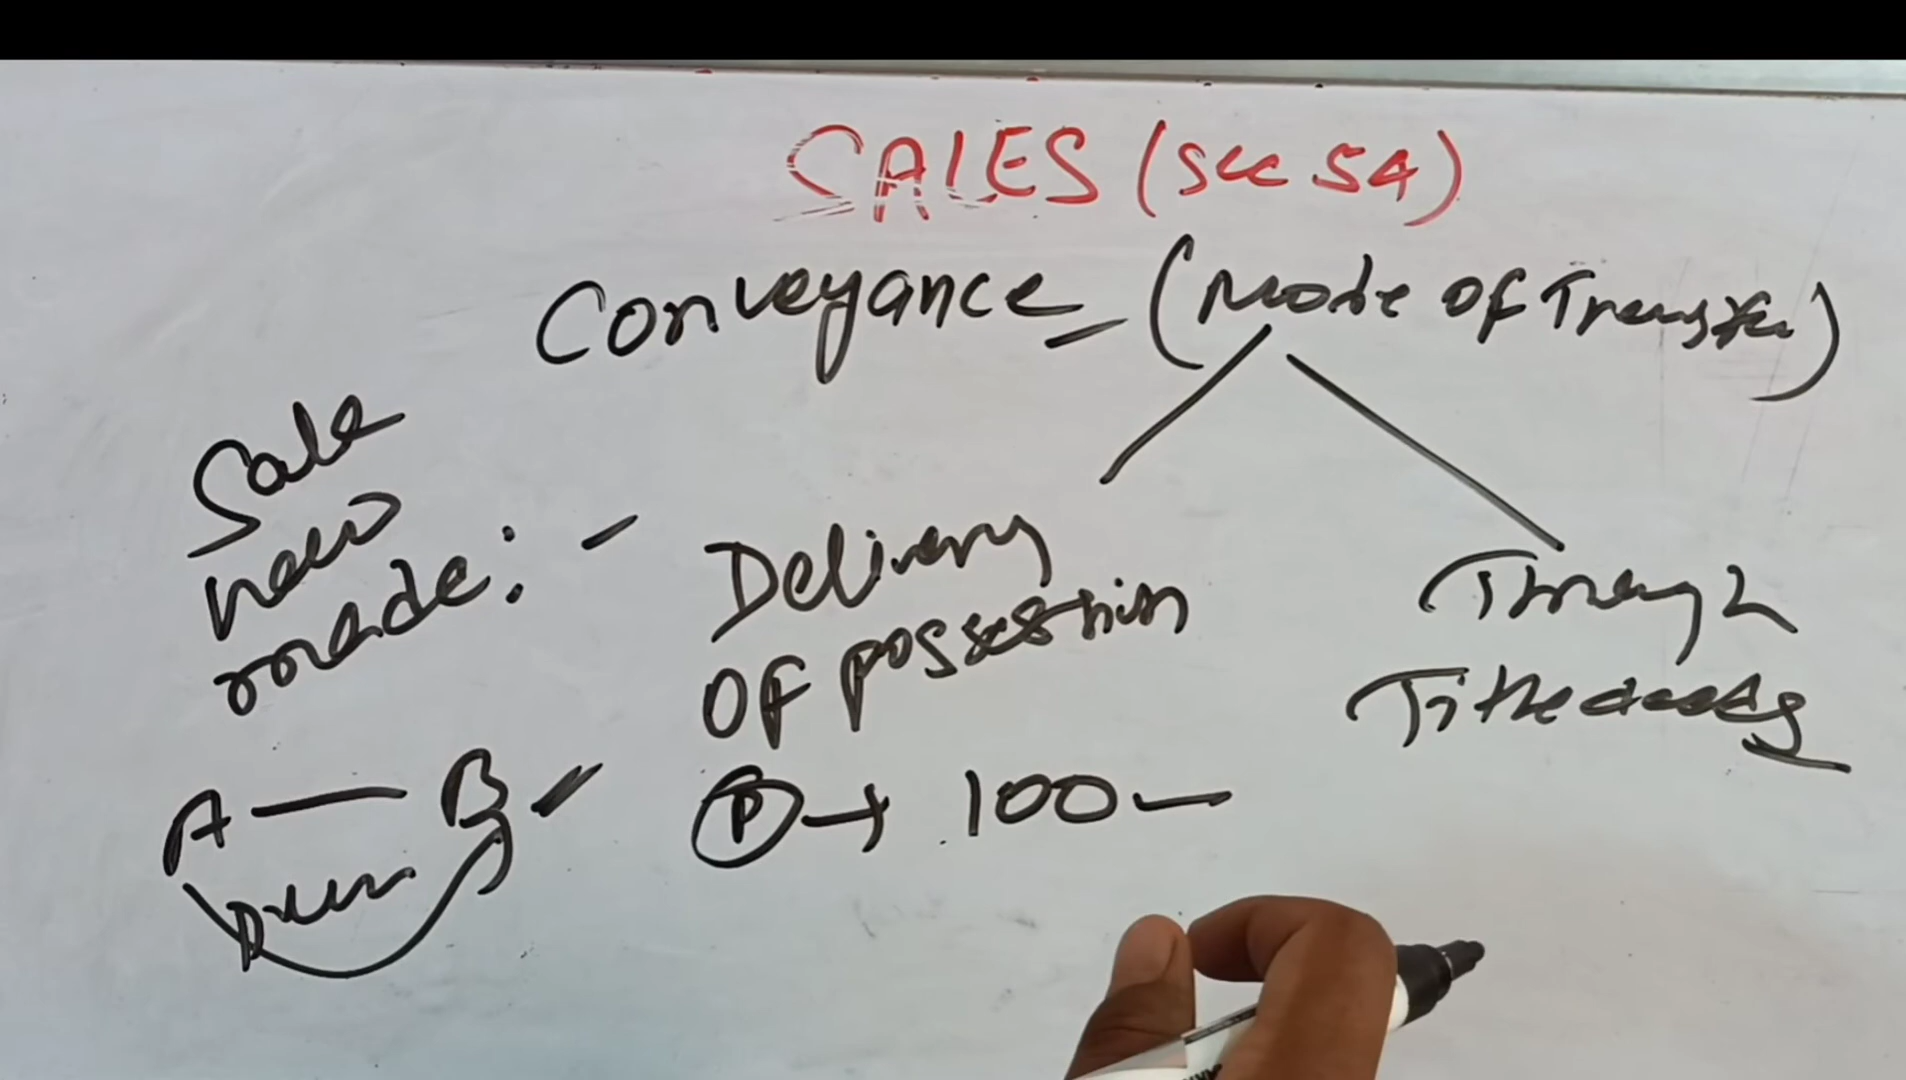 SALES (Sec 54)
Conveyance (Mode of Transfer)
Sale
how
made: -
Delivery
Of possession
Through
Title deeds
A — B
P → 100 —